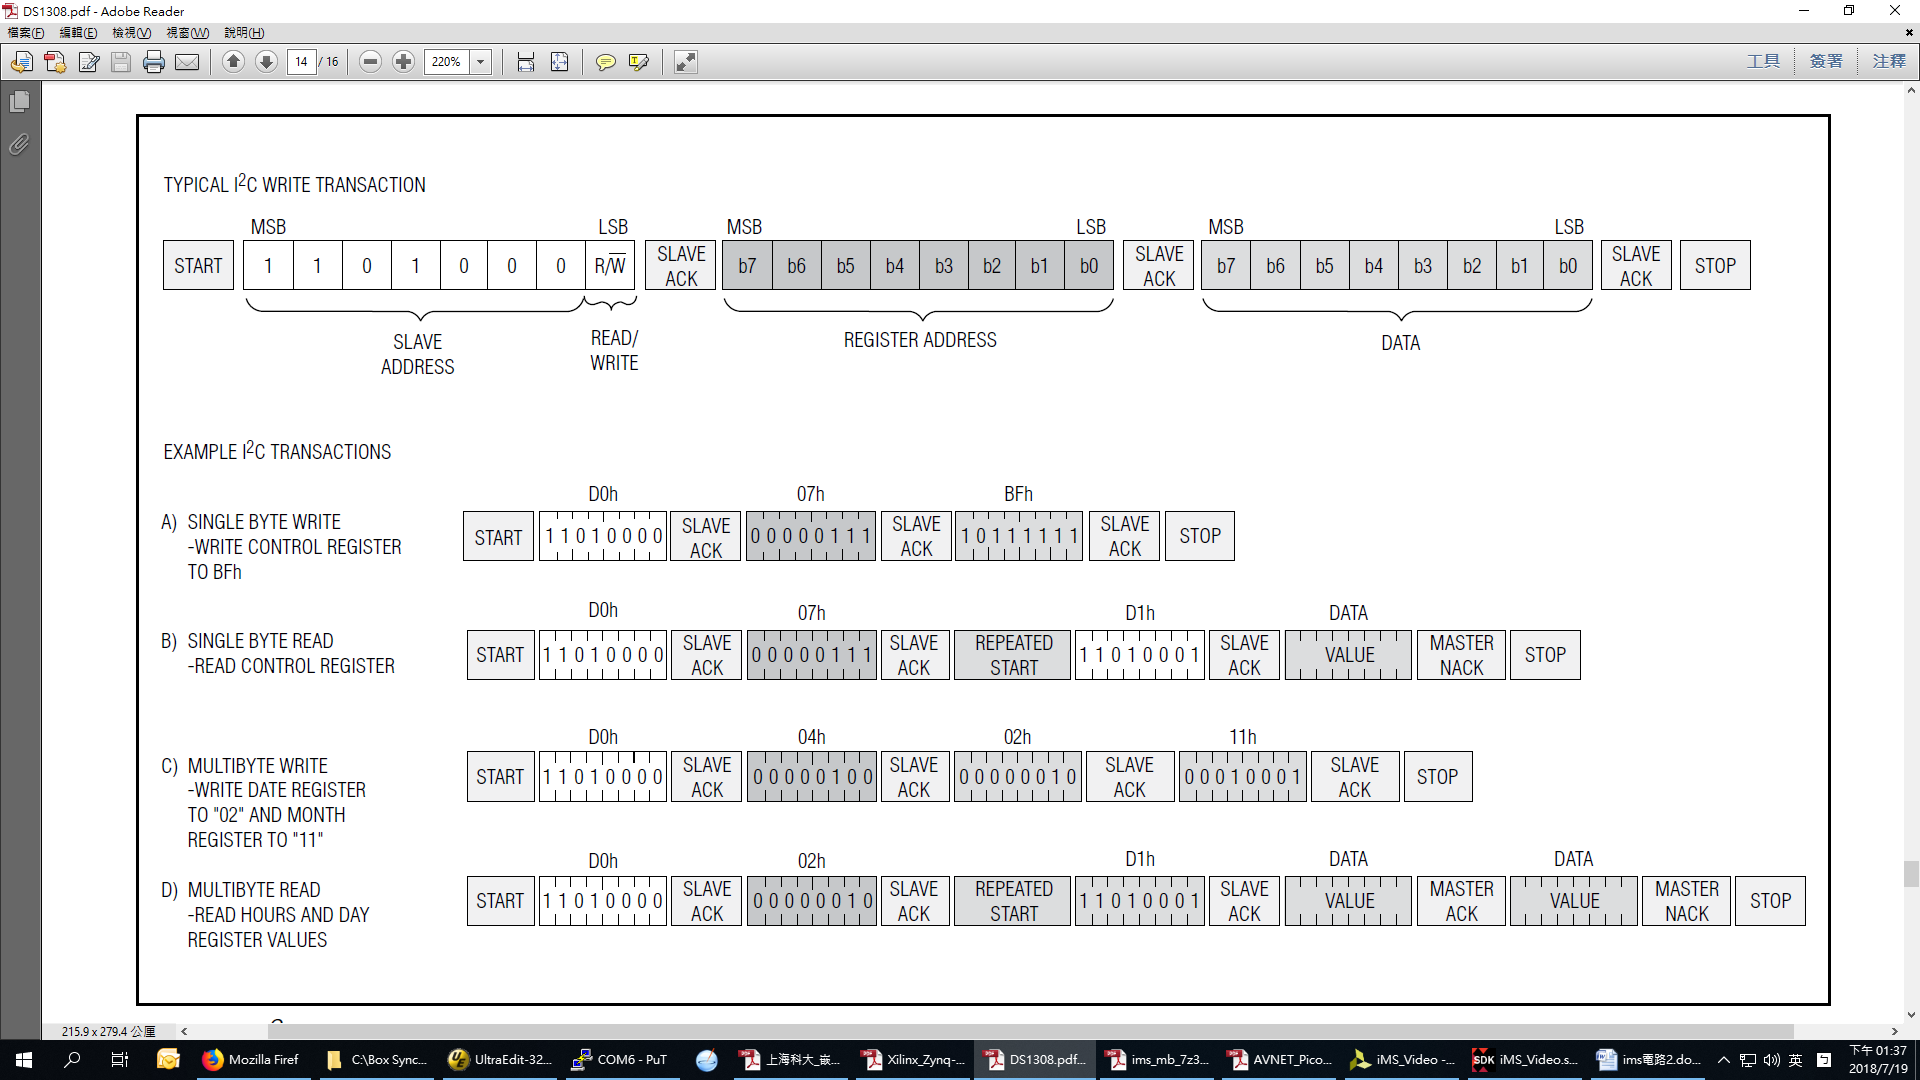 DS1308.pdf - Adobe Reader
檔案(F) 編輯(E) 檢視(V) 視窗(W) 說明(H)
14 / 16 220% 工具 簽署 注釋
TYPICAL I2C WRITE TRANSACTION
MSB LSB MSB LSB MSB LSB
START 1 1 0 1 0 0 0 R/W SLAVE ACK b7 b6 b5 b4 b3 b2 b1 b0 SLAVE ACK b7 b6 b5 b4 b3 b2 b1 b0 SLAVE ACK STOP
SLAVE ADDRESS READ/ WRITE REGISTER ADDRESS DATA
EXAMPLE I2C TRANSACTIONS
D0h 07h BFh
A) SINGLE BYTE WRITE
-WRITE CONTROL REGISTER
TO BFh
START 1 1 0 1 0 0 0 0 SLAVE ACK 0 0 0 0 0 1 1 1 SLAVE ACK 1 0 1 1 1 1 1 1 SLAVE ACK STOP
D0h 07h D1h DATA
B) SINGLE BYTE READ
-READ CONTROL REGISTER
START 1 1 0 1 0 0 0 0 SLAVE ACK 0 0 0 0 0 1 1 1 SLAVE ACK REPEATED START 1 1 0 1 0 0 0 1 SLAVE ACK VALUE MASTER NACK STOP
D0h 04h 02h 11h
C) MULTIBYTE WRITE
-WRITE DATE REGISTER
TO "02" AND MONTH
REGISTER TO "11"
START 1 1 0 1 0 0 0 0 SLAVE ACK 0 0 0 0 0 1 0 0 SLAVE ACK 0 0 0 0 0 0 1 0 SLAVE ACK 0 0 0 1 0 0 0 1 SLAVE ACK STOP
D0h 02h D1h DATA DATA
D) MULTIBYTE READ
-READ HOURS AND DAY
REGISTER VALUES
START 1 1 0 1 0 0 0 0 SLAVE ACK 0 0 0 0 0 0 1 0 SLAVE ACK REPEATED START 1 1 0 1 0 0 0 1 SLAVE ACK VALUE MASTER ACK VALUE MASTER NACK STOP
215.9 x 279.4 公厘
Mozilla Firef C:\Box Sync... UltraEdit-32... COM6 - PuT 上海科大_嵌... Xilinx_Zynq-... DS1308.pdf... ims_mb_7z3... AVNET_Pico... iMS_Video -... SDK iMS_Video.s... ims電路2.do... 英 下午 01:37
2018/7/19